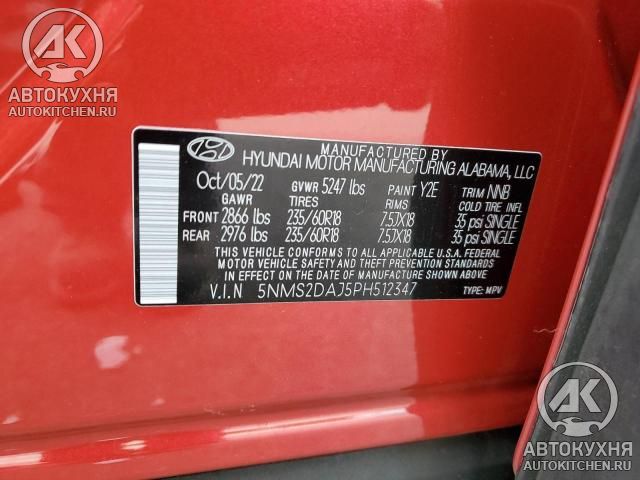 АК
АВТОКУХНЯ
AUTOKITCHEN.RU
MANUFACTURED BY
HYUNDAI MOTOR MANUFACTURING ALABAMA, LLC
Oct/05/22 GVWR 5247 lbs PAINT Y2E TRIM NNB
GAWR TIRES RIMS COLD TIRE INFL
FRONT 2866 lbs 235/60R18 7.5JX18 35 psi SINGLE
REAR 2976 lbs 235/60R18 7.5JX18 35 psi SINGLE
THIS VEHICLE CONFORMS TO ALL APPLICABLE U.S.A. FEDERAL
MOTOR VEHICLE SAFETY AND THEFT PREVENTION STANDARDS
IN EFFECT ON THE DATE OF MANUFACTURE SHOWN ABOVE.
V.I.N 5NMS2DAJ5PH512347 TYPE: MPV
АК
АВТОКУХНЯ
AUTOKITCHEN.RU